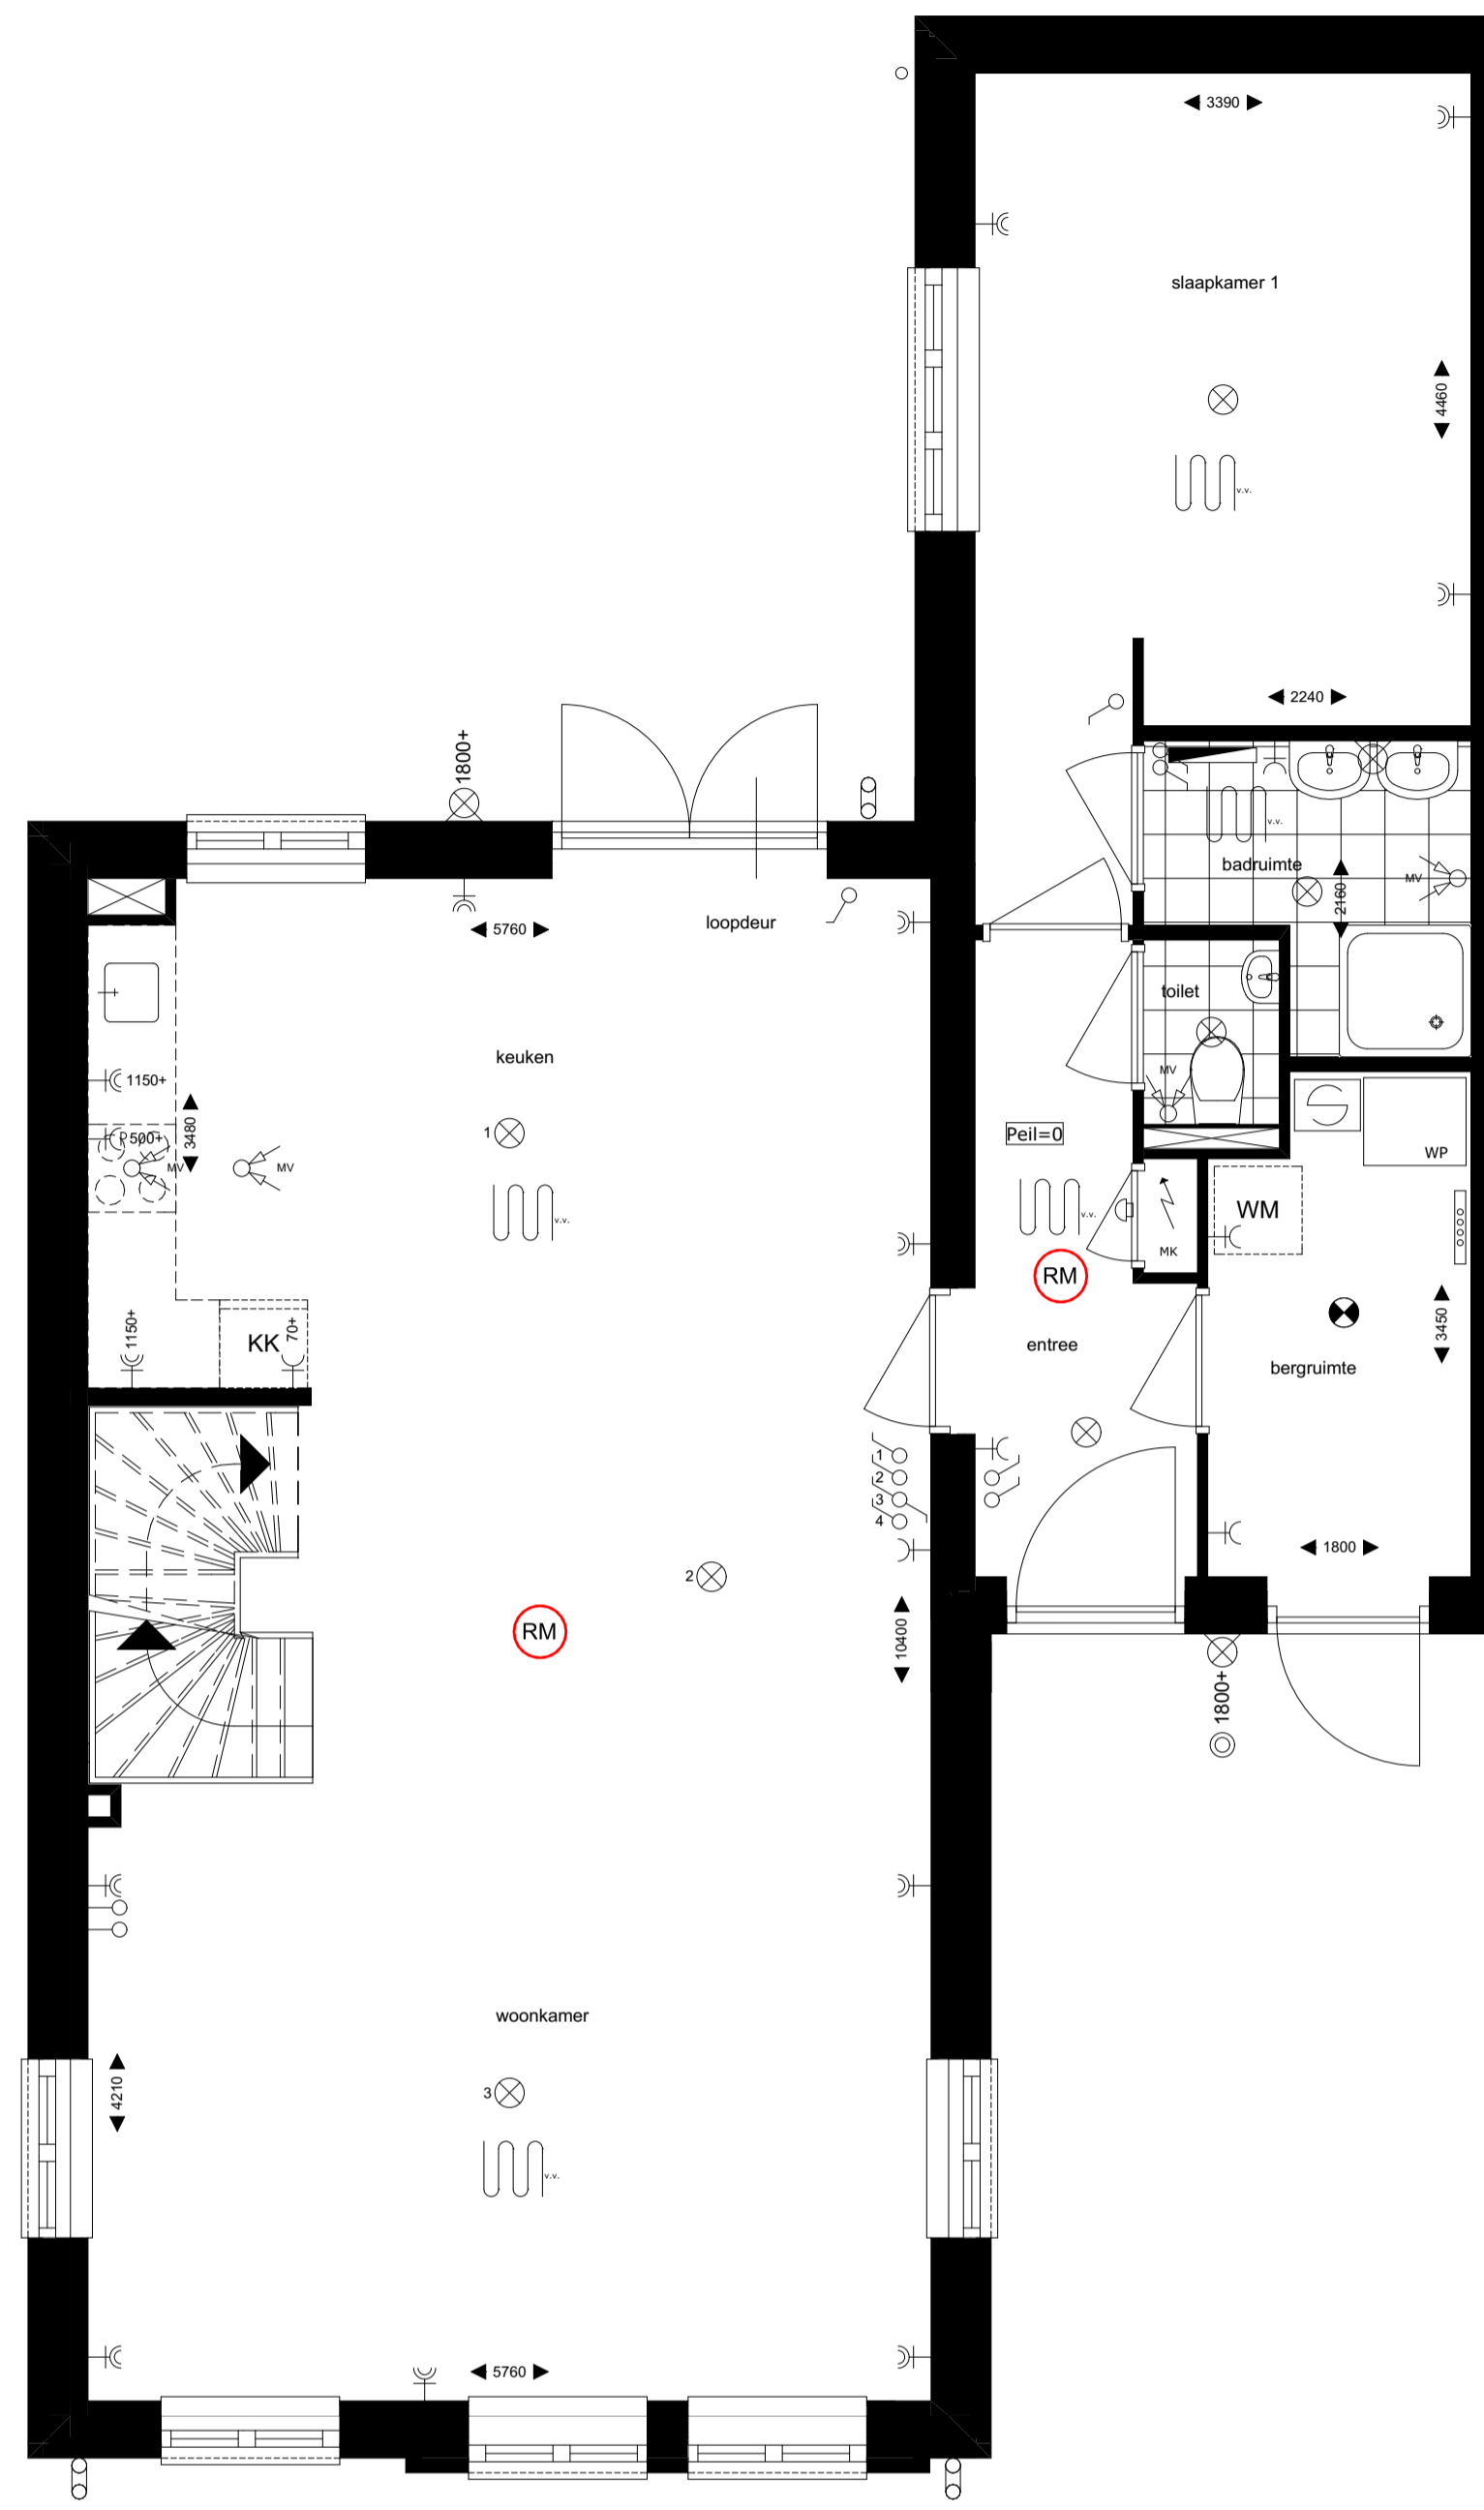 3390
slaapkamer 1
4460
v.v.
2240
1800+
v.v.
badruimte
MV
2160
5760
loopdeur
toilet
keuken
MV
1150+
1
Peil=0
500+
3480
MV
MV
WP
v.v.
v.v.
WM
MK
RM
1150+
KK
70+
3450
entree
bergruimte
1
2
3
4
1800
2
RM
10400
1800+
woonkamer
4210
3
v.v.
5760